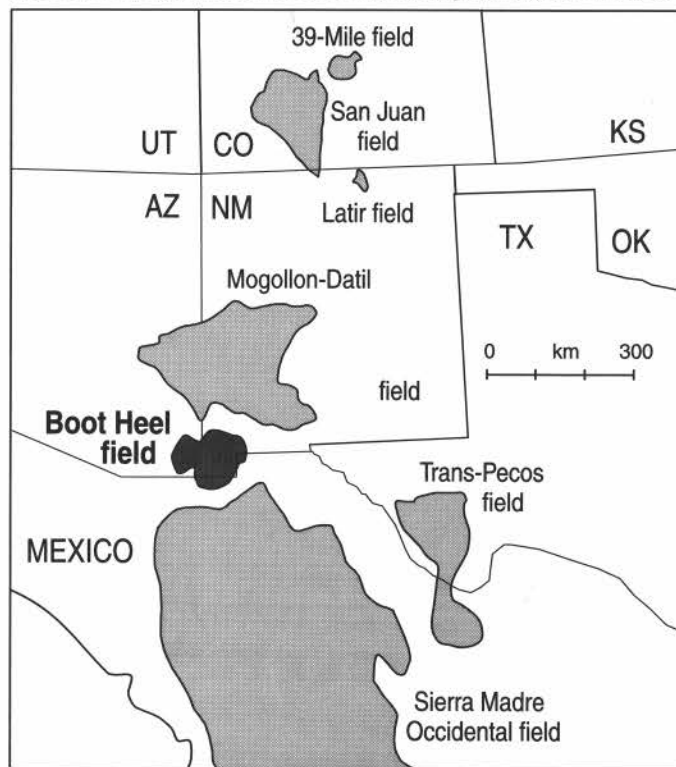 39-Mile field
San Juan
field
UT
CO
KS
AZ
NM
Latir field
TX
OK
Mogollon-Datil
0 km 300
field
Boot Heel
field
Trans-Pecos
field
MEXICO
Sierra Madre
Occidental field